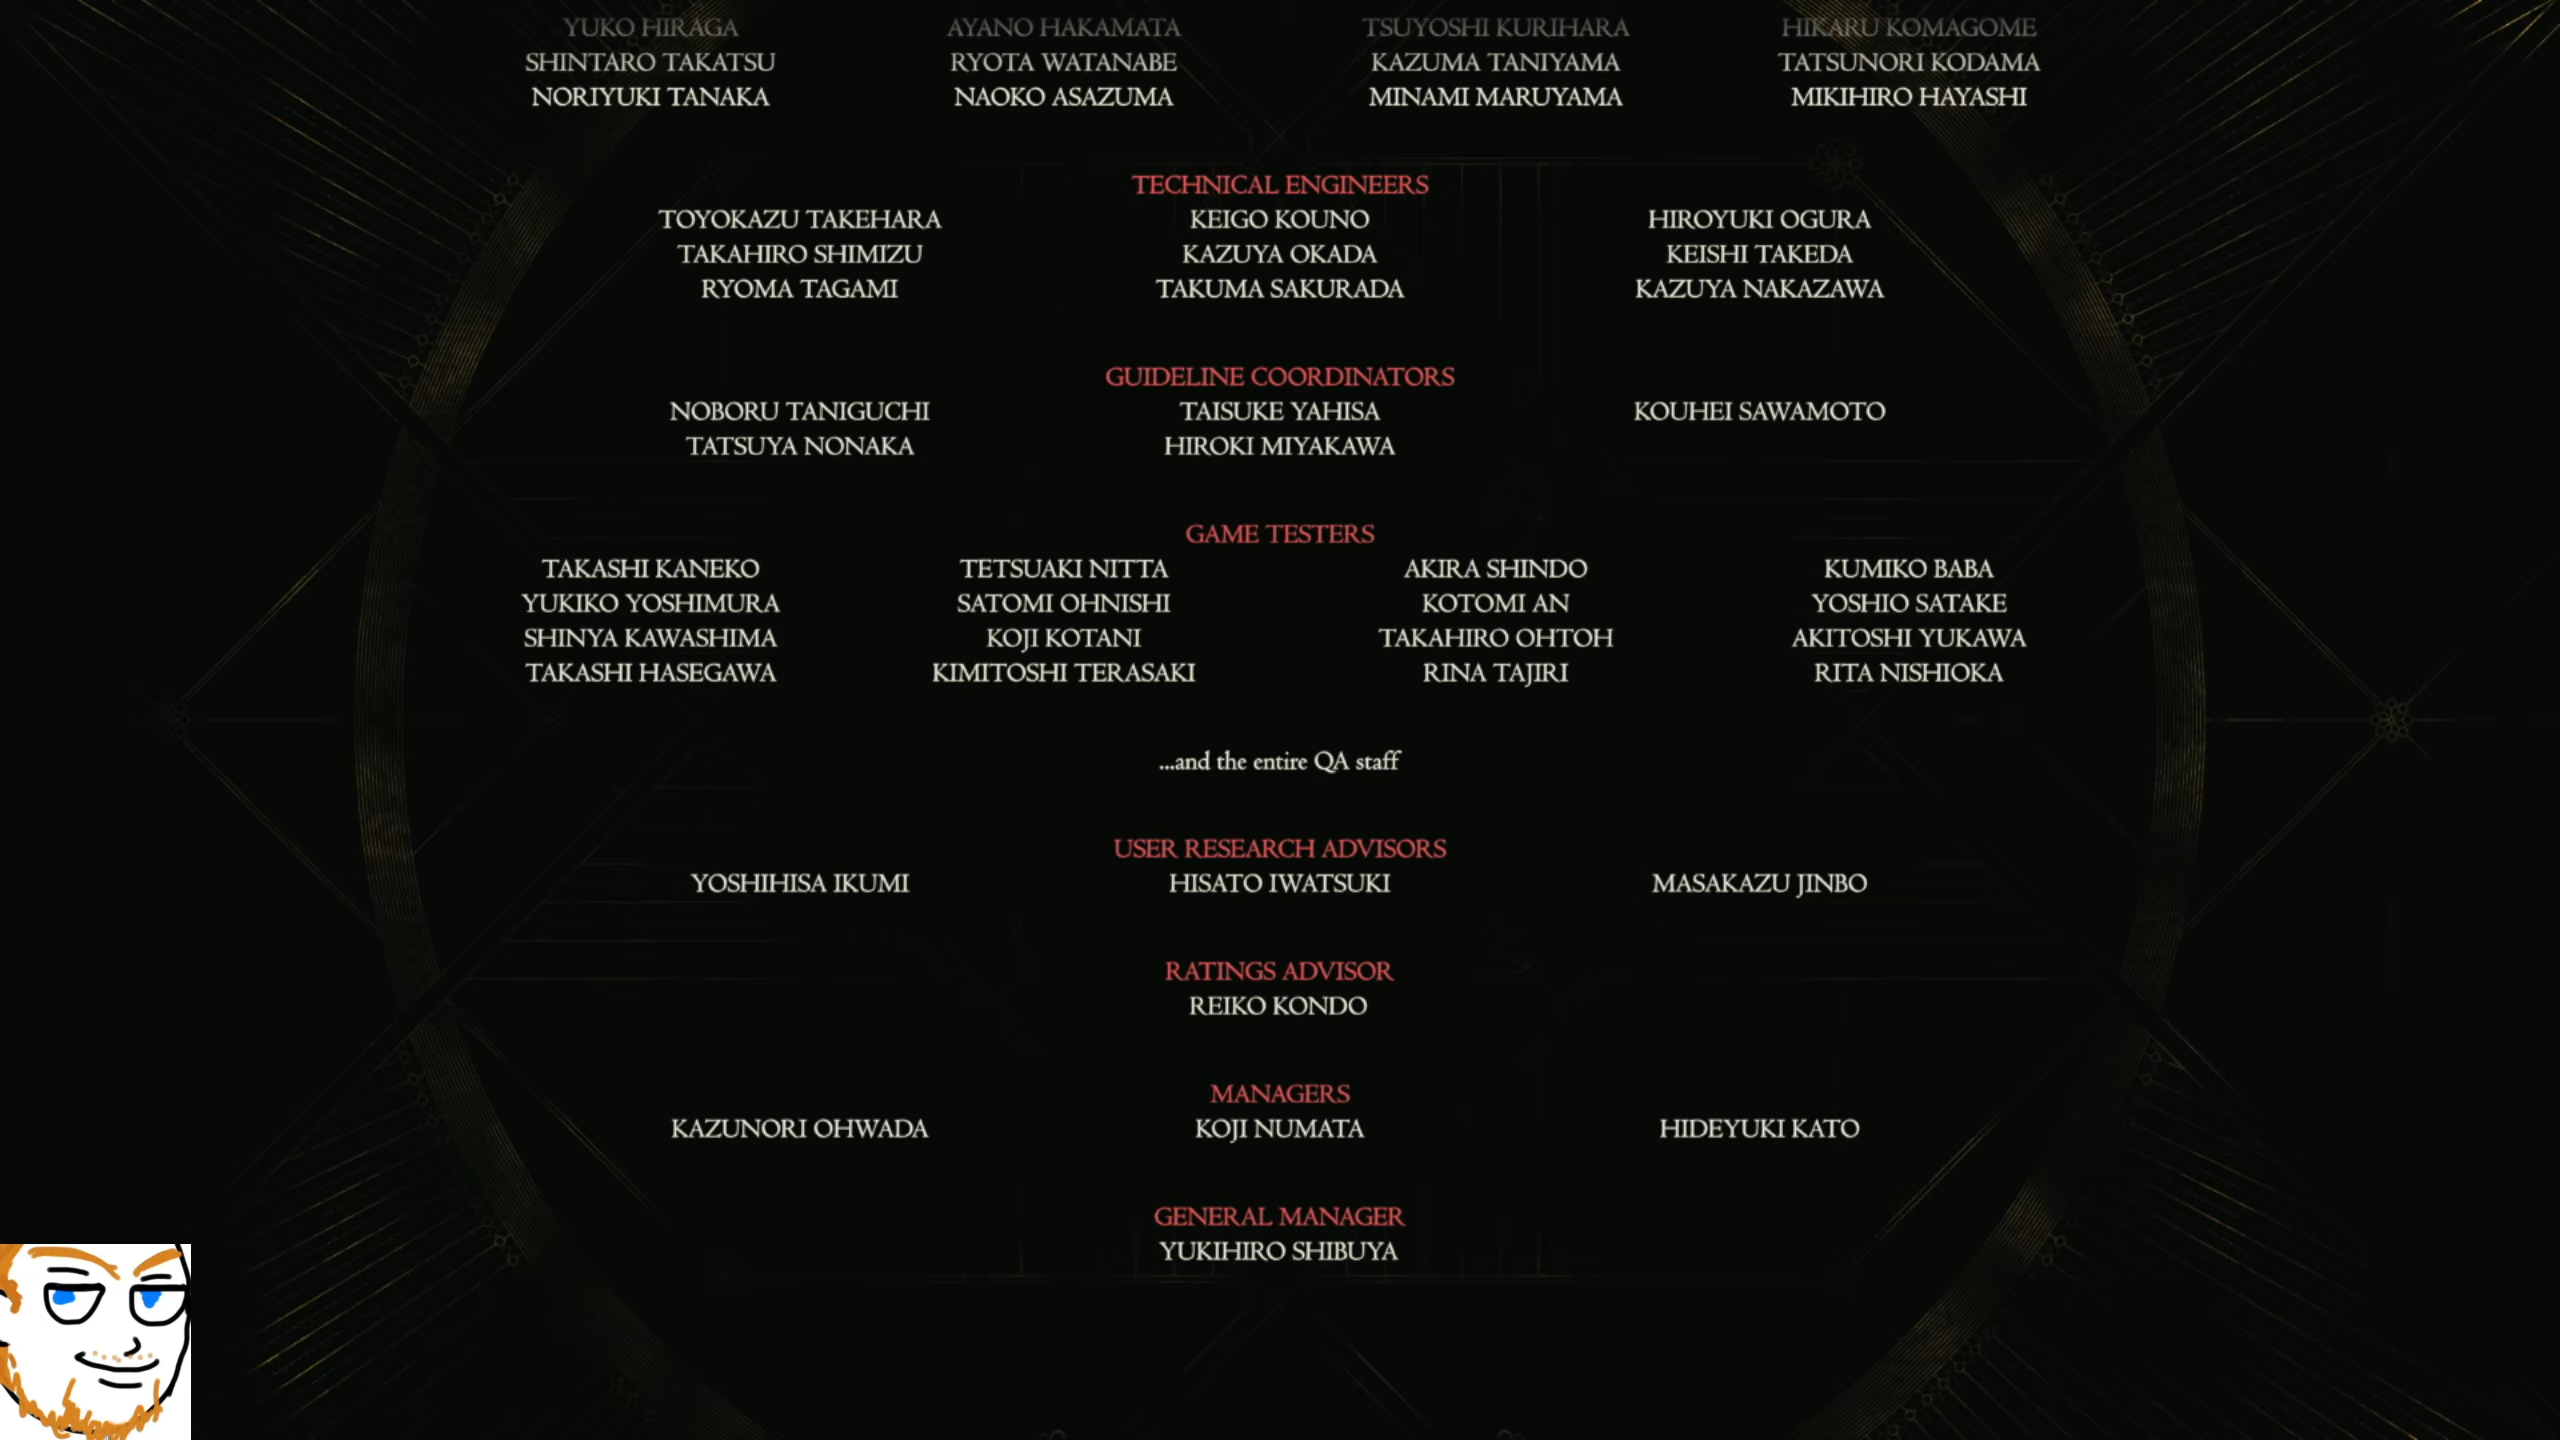 YUKO HIRAGA AYANO HAKAMATA TSUYOSHI KURIHARA HIKARU KOMAGOME
SHINTARO TAKATSU RYOTA WATANABE KAZUMA TANIYAMA TATSUNORI KODAMA
NORIYUKI TANAKA NAOKO ASAZUMA MINAMI MARUYAMA MIKIHIRO HAYASHI
TECHNICAL ENGINEERS
TOYOKAZU TAKEHARA KEIGO KOUNO HIROYUKI OGURA
TAKAHIRO SHIMIZU KAZUYA OKADA KEISHI TAKEDA
RYOMA TAGAMI TAKUMA SAKURADA KAZUYA NAKAZAWA
GUIDELINE COORDINATORS
NOBORU TANIGUCHI TAISUKE YAHISA KOUHEI SAWAMOTO
TATSUYA NONAKA HIROKI MIYAKAWA
GAME TESTERS
TAKASHI KANEKO TETSUAKI NITTA AKIRA SHINDO KUMIKO BABA
YUKIKO YOSHIMURA SATOMI OHNISHI KOTOMI AN YOSHIO SATAKE
SHINYA KAWASHIMA KOJI KOTANI TAKAHIRO OHTOH AKITOSHI YUKAWA
TAKASHI HASEGAWA KIMITOSHI TERASAKI RINA TAJIRI RITA NISHIOKA
...and the entire QA staff
USER RESEARCH ADVISORS
YOSHIHISA IKUMI HISATO IWATSUKI MASAKAZU JINBO
RATINGS ADVISOR
REIKO KONDO
MANAGERS
KAZUNORI OHWADA KOJI NUMATA HIDEYUKI KATO
GENERAL MANAGER
YUKIHIRO SHIBUYA